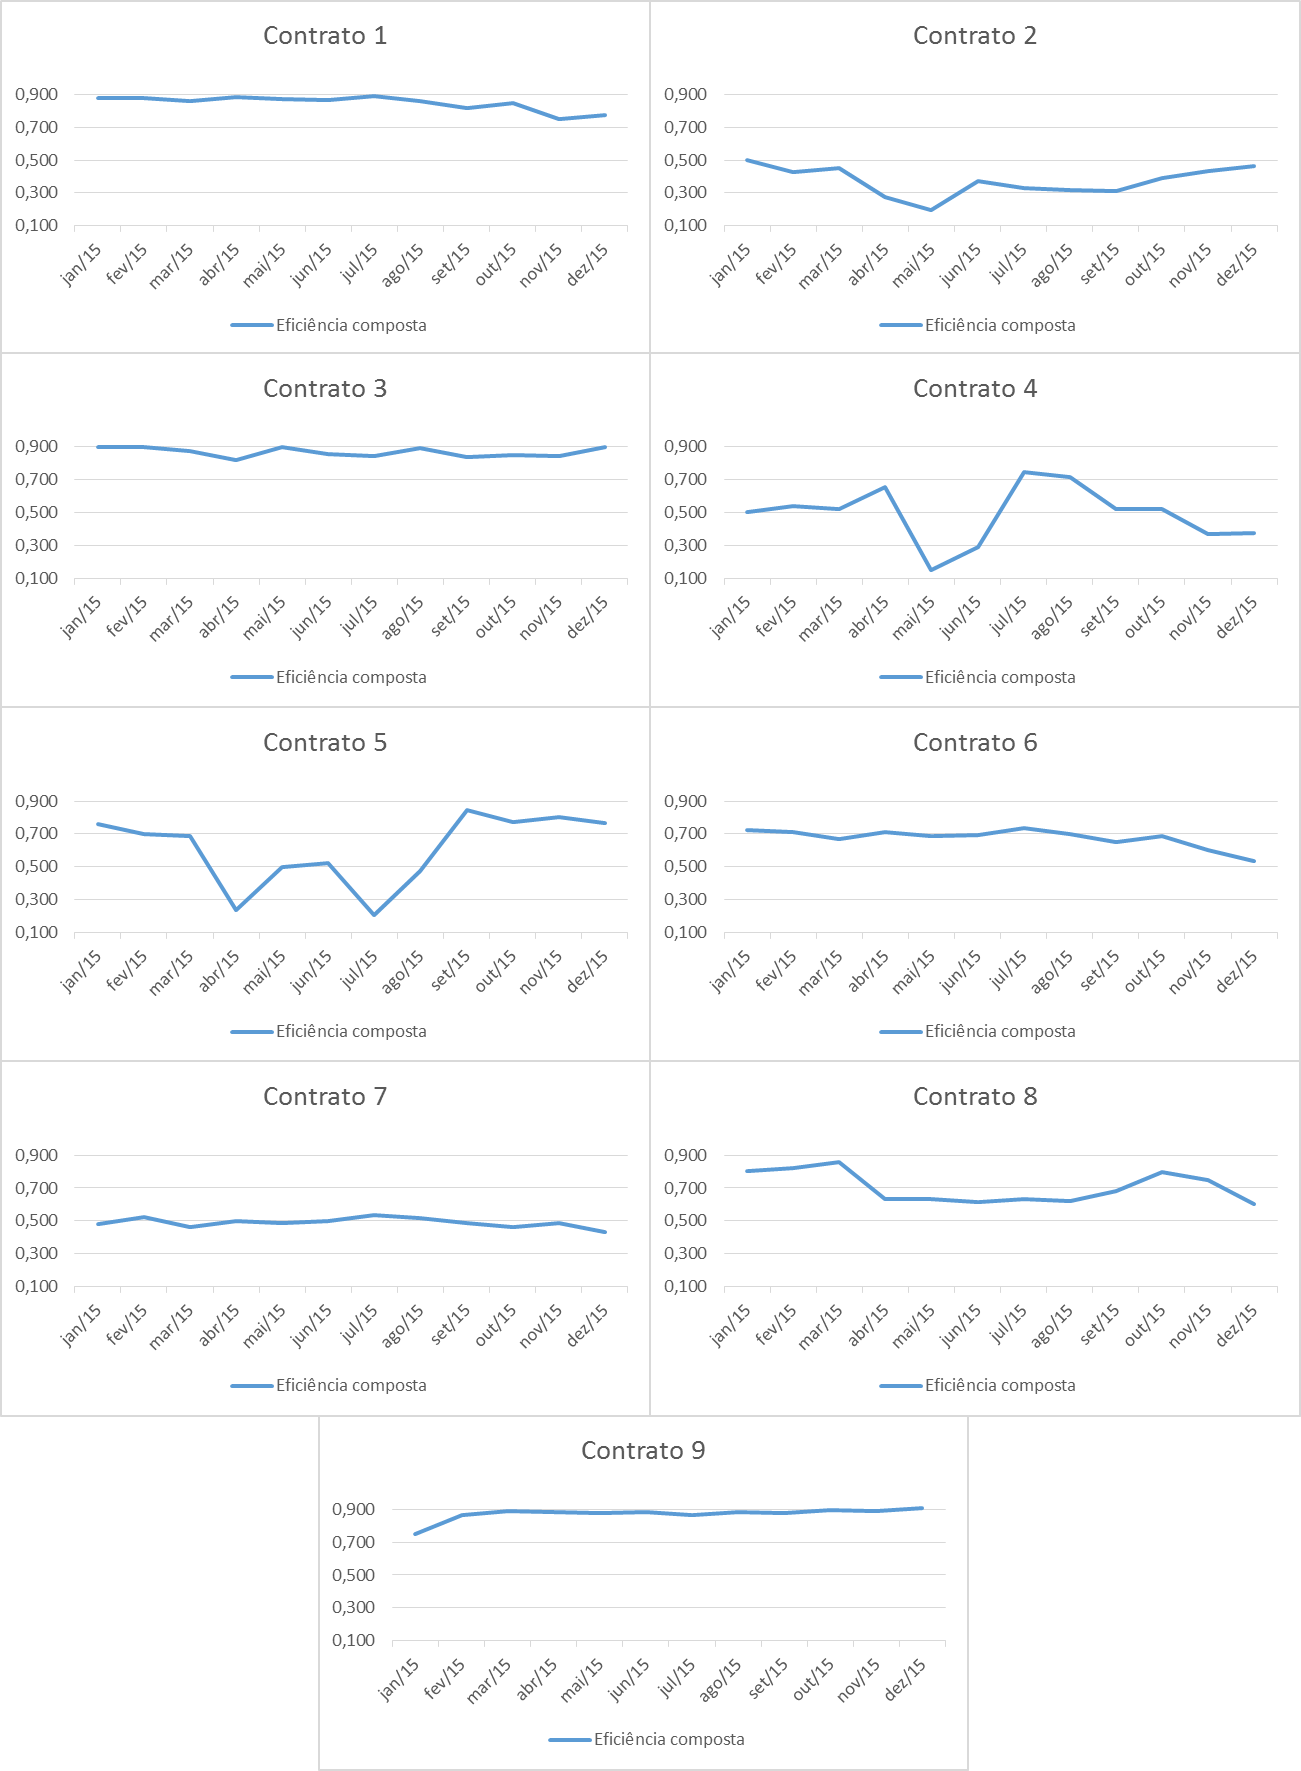 Contrato 1
0,900
0,700
0,500
0,300
0,100
jan/15 fev/15 mar/15 abr/15 mai/15 jun/15 jul/15 ago/15 set/15 out/15 nov/15 dez/15
Eficiência composta
Contrato 2
0,900
0,700
0,500
0,300
0,100
jan/15 fev/15 mar/15 abr/15 mai/15 jun/15 jul/15 ago/15 set/15 out/15 nov/15 dez/15
Eficiência composta
Contrato 3
0,900
0,700
0,500
0,300
0,100
jan/15 fev/15 mar/15 abr/15 mai/15 jun/15 jul/15 ago/15 set/15 out/15 nov/15 dez/15
Eficiência composta
Contrato 4
0,900
0,700
0,500
0,300
0,100
jan/15 fev/15 mar/15 abr/15 mai/15 jun/15 jul/15 ago/15 set/15 out/15 nov/15 dez/15
Eficiência composta
Contrato 5
0,900
0,700
0,500
0,300
0,100
jan/15 fev/15 mar/15 abr/15 mai/15 jun/15 jul/15 ago/15 set/15 out/15 nov/15 dez/15
Eficiência composta
Contrato 6
0,900
0,700
0,500
0,300
0,100
jan/15 fev/15 mar/15 abr/15 mai/15 jun/15 jul/15 ago/15 set/15 out/15 nov/15 dez/15
Eficiência composta
Contrato 7
0,900
0,700
0,500
0,300
0,100
jan/15 fev/15 mar/15 abr/15 mai/15 jun/15 jul/15 ago/15 set/15 out/15 nov/15 dez/15
Eficiência composta
Contrato 8
0,900
0,700
0,500
0,300
0,100
jan/15 fev/15 mar/15 abr/15 mai/15 jun/15 jul/15 ago/15 set/15 out/15 nov/15 dez/15
Eficiência composta
Contrato 9
0,900
0,700
0,500
0,300
0,100
jan/15 fev/15 mar/15 abr/15 mai/15 jun/15 jul/15 ago/15 set/15 out/15 nov/15 dez/15
Eficiência composta